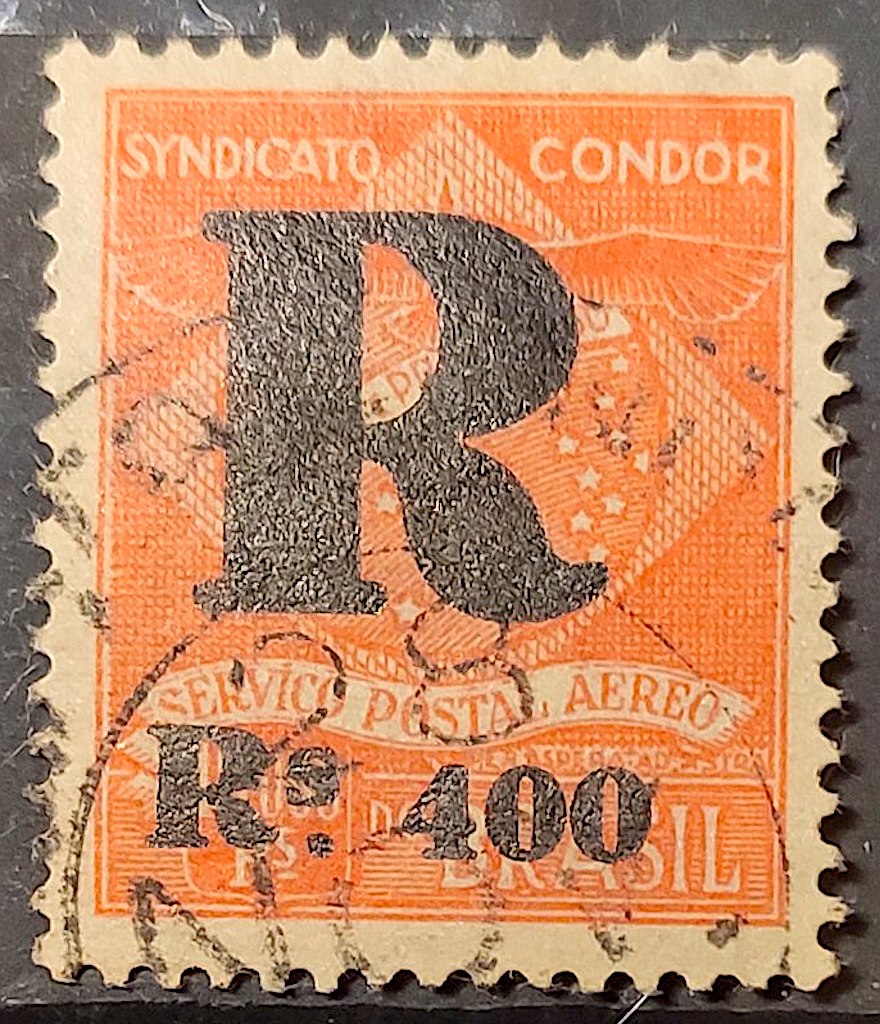 SYNDICATO CONDOR
R
SERVIÇO POSTAL AEREO
Rs. 400
BRASIL